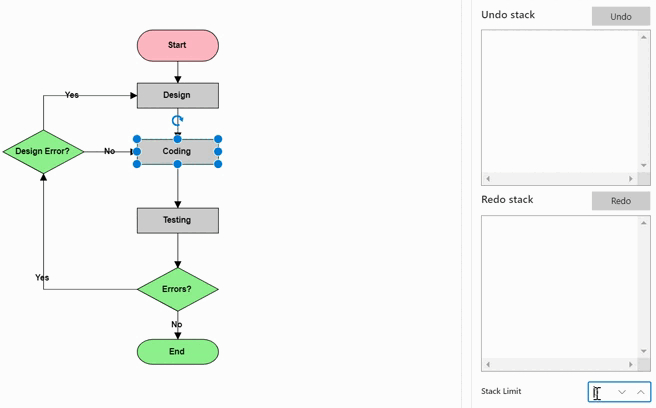 Start
Yes
Design
Design Error?
No
Coding
Testing
Yes
Errors?
No
End
Undo stack
Undo
Redo stack
Redo
Stack Limit